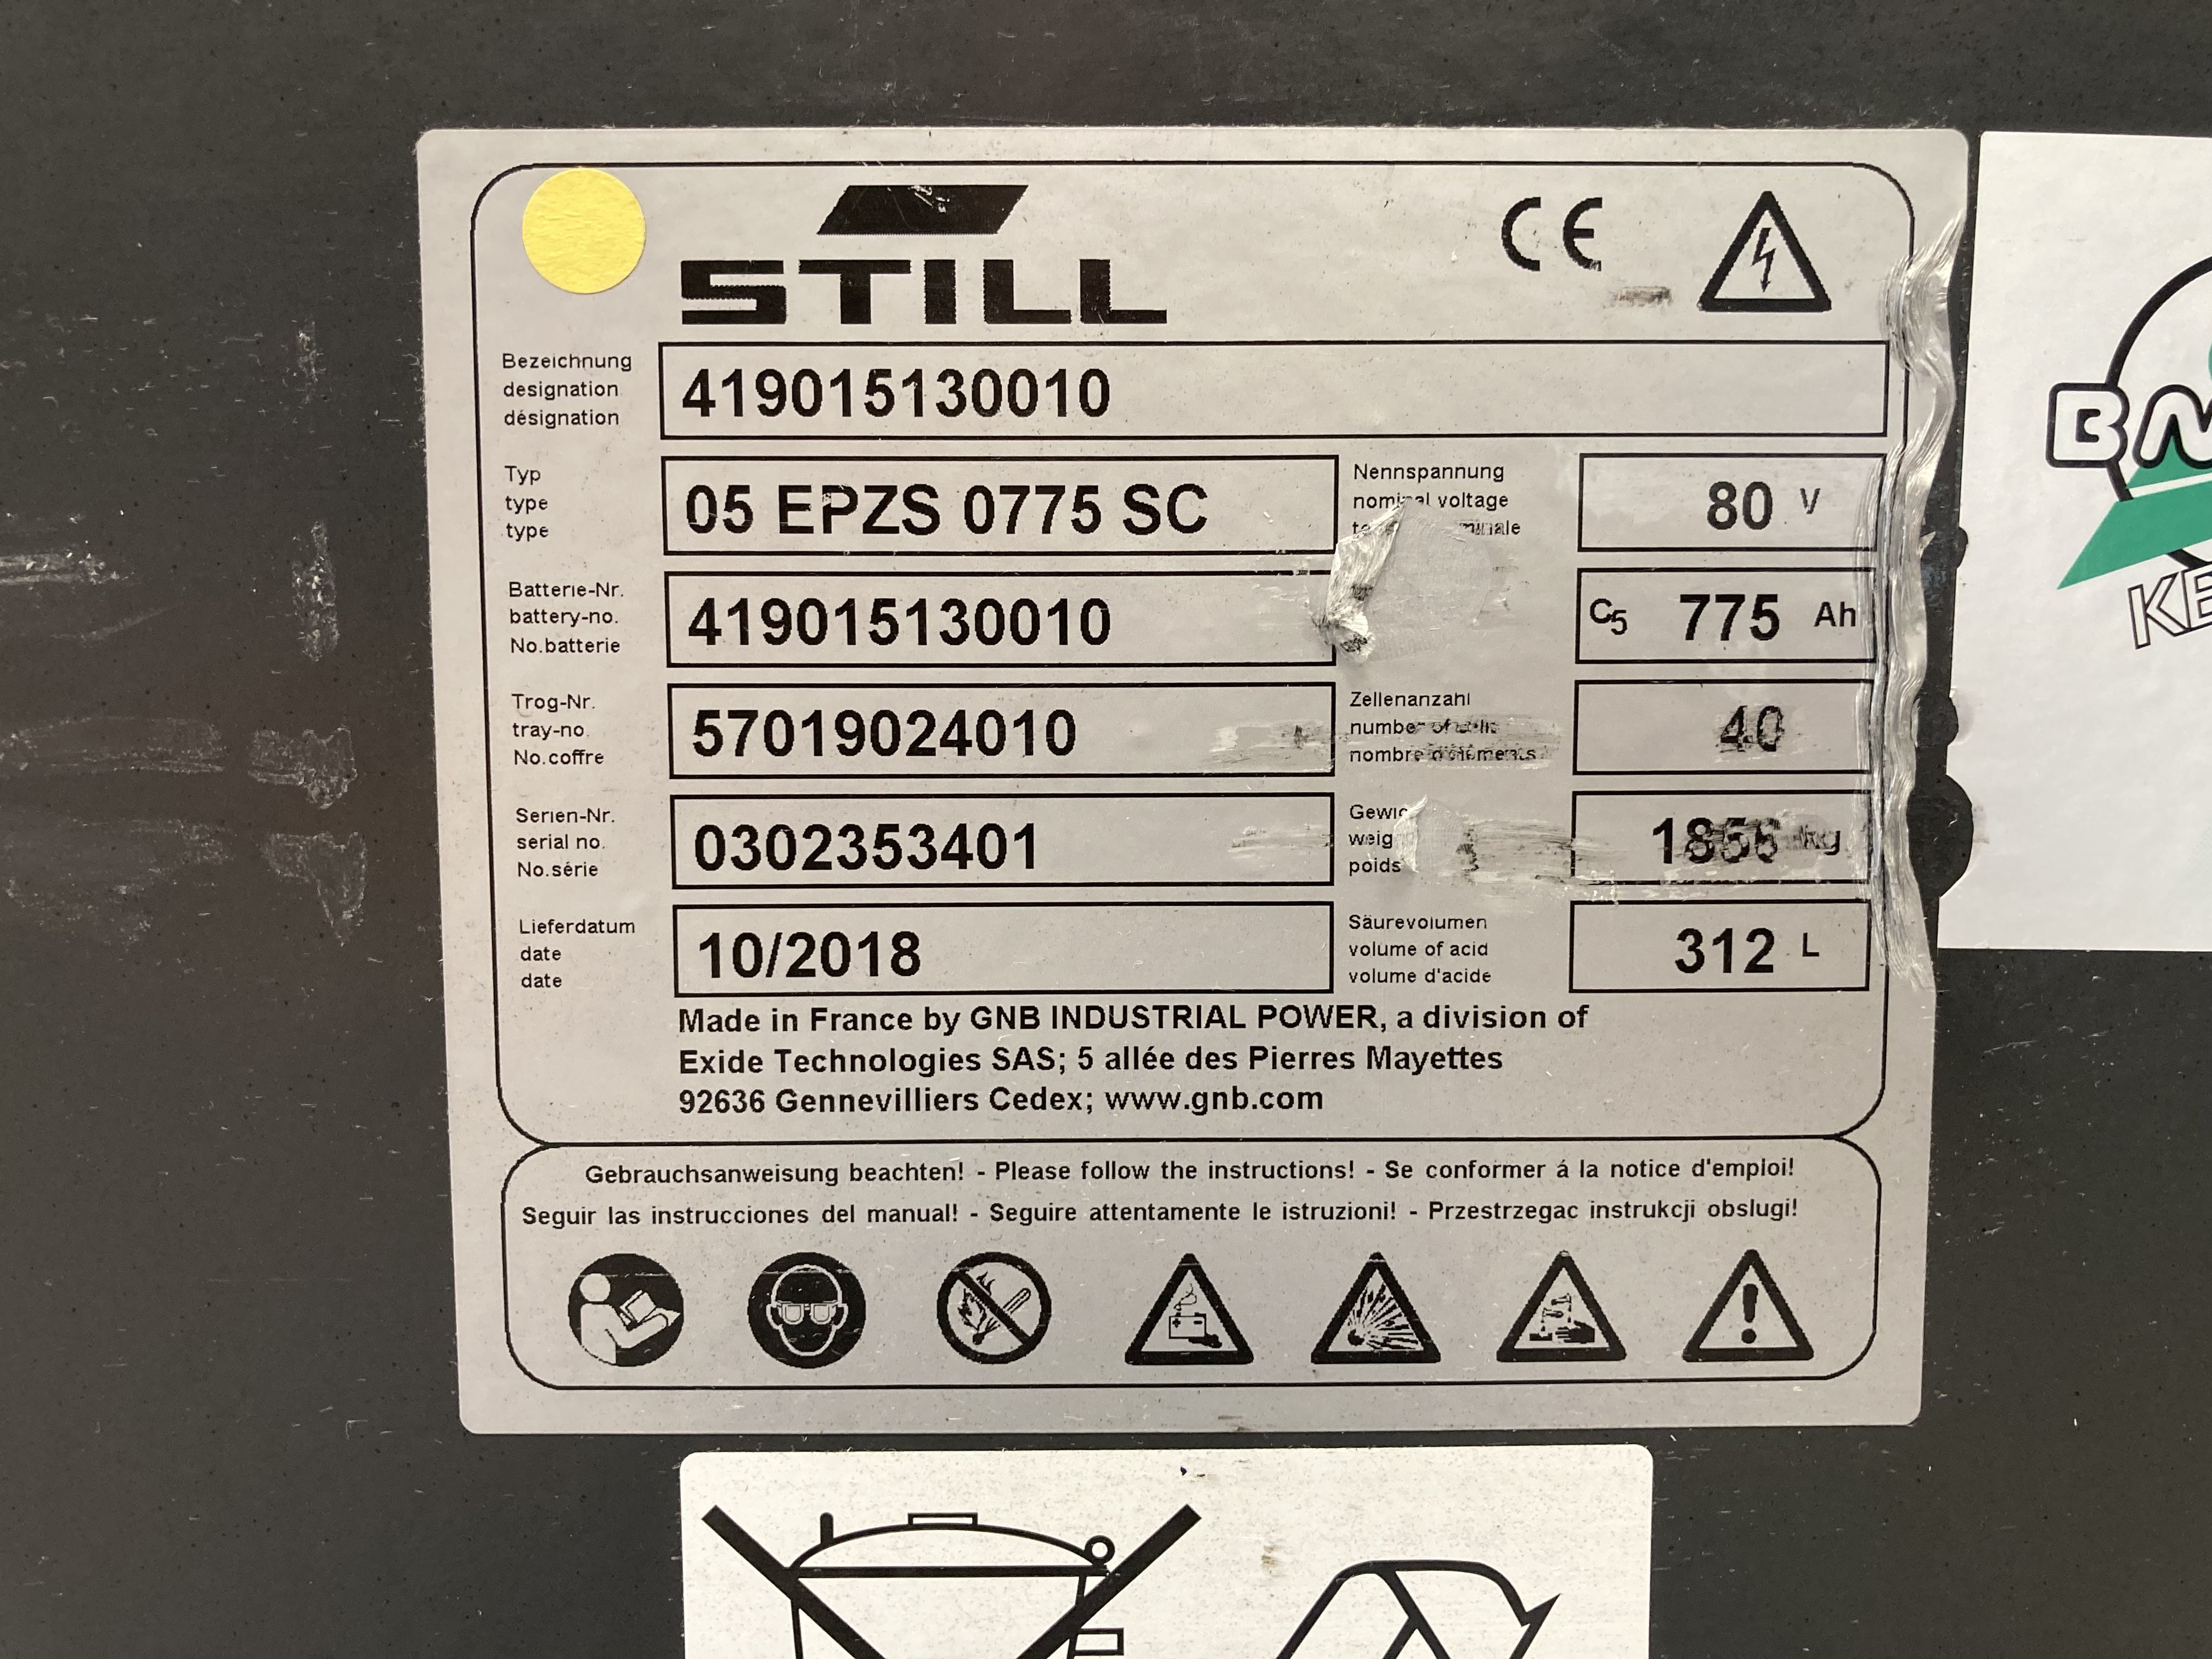 STILL
CE
Bezeichnung
designation
désignation
419015130010
Typ
type
type
05 EPZS 0775 SC
Nennspannung
nominal voltage
80 V
Batterie-Nr.
battery-no.
No.batterie
419015130010
C5 775 Ah
Trog-Nr.
tray-no.
No.coffre
57019024010
Zellenanzahl
number of
nombre d'éléments
40
Serien-Nr.
serial no.
No.série
0302353401
poids
kg
Lieferdatum
date
date
10/2018
Säurevolumen
volume of acid
volume d'acide
312 L
Made in France by GNB INDUSTRIAL POWER, a division of
Exide Technologies SAS; 5 allée des Pierres Mayettes
92636 Gennevilliers Cedex; www.gnb.com
Gebrauchsanweisung beachten! - Please follow the instructions! - Se conformer á la notice d'emploi!
Seguir las instrucciones del manual! - Seguire attentamente le istruzioni! - Przestrzegac instrukcji obslugi!